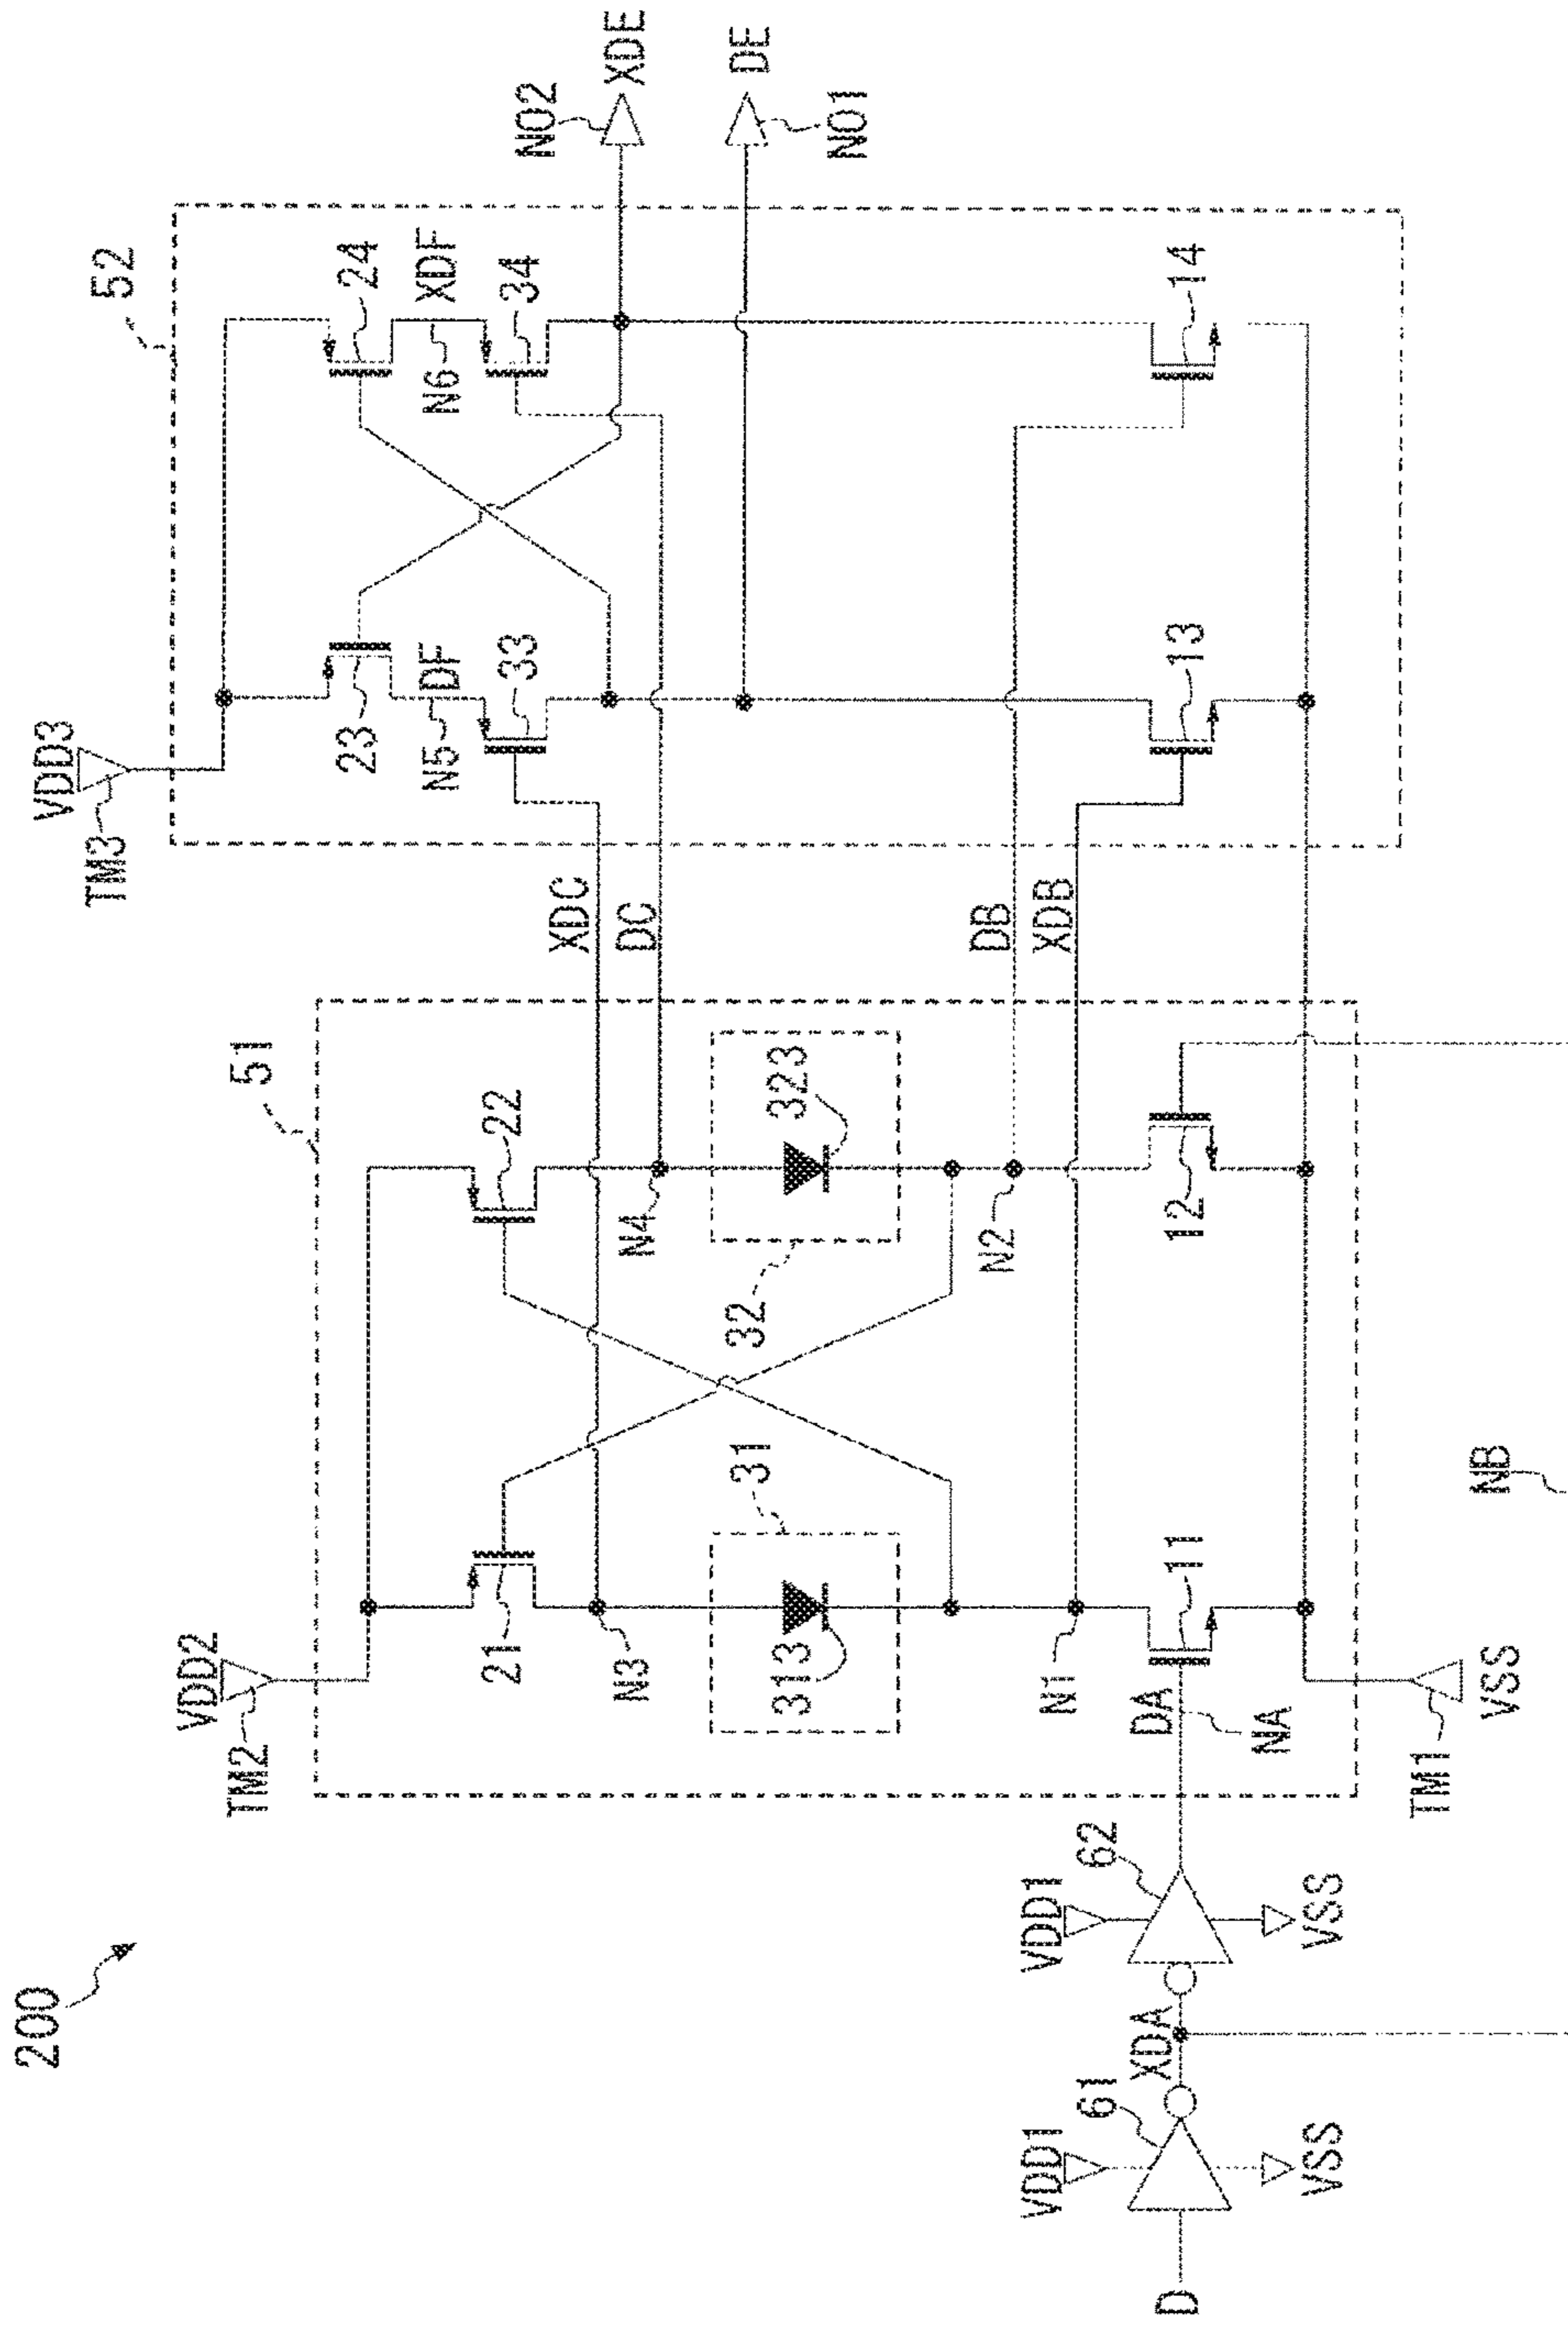 200
VDD3
TM3
52
VDD2
TM2
51
23
24
N5
DF
N6
XDF
33
34
NO2
XDE
NO1
DE
21
22
XDC
DC
N3
N4
31
313
32
323
DB
XDB
N1
N2
13
14
11
12
DA
NA
VDD1
61
VSS
D
XDA
VDD1
62
VSS
TM1
VSS
NB